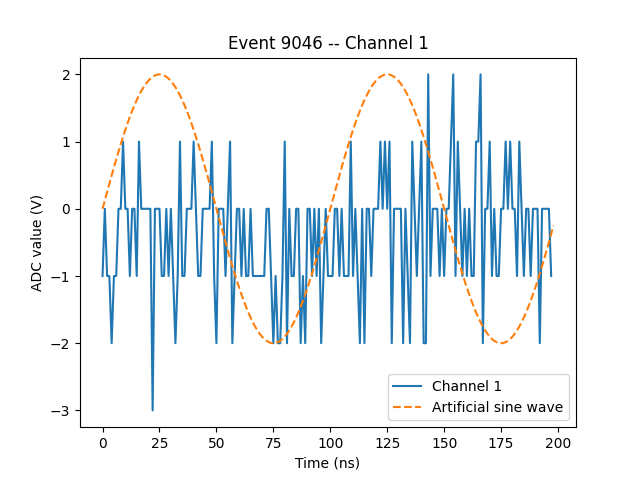 Event 9046 -- Channel 1
ADC value (V)
2
1
0
−1
−2
−3
Channel 1
Artificial sine wave
0 25 50 75 100 125 150 175 200
Time (ns)